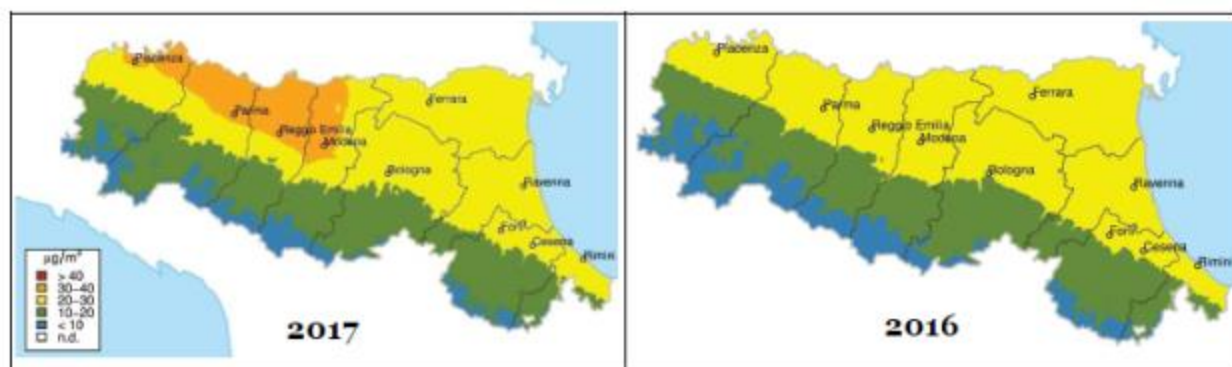 Piacenza
Parma
Reggio Emilia
Modena
Ferrara
Bologna
Ravenna
Forlì
Cesena
Rimini
µg/m³
> 40
30-40
20-30
10-20
< 10
n.d.
2017
Piacenza
Parma
Reggio Emilia
Modena
Ferrara
Bologna
Ravenna
Forlì
Cesena
Rimini
2016